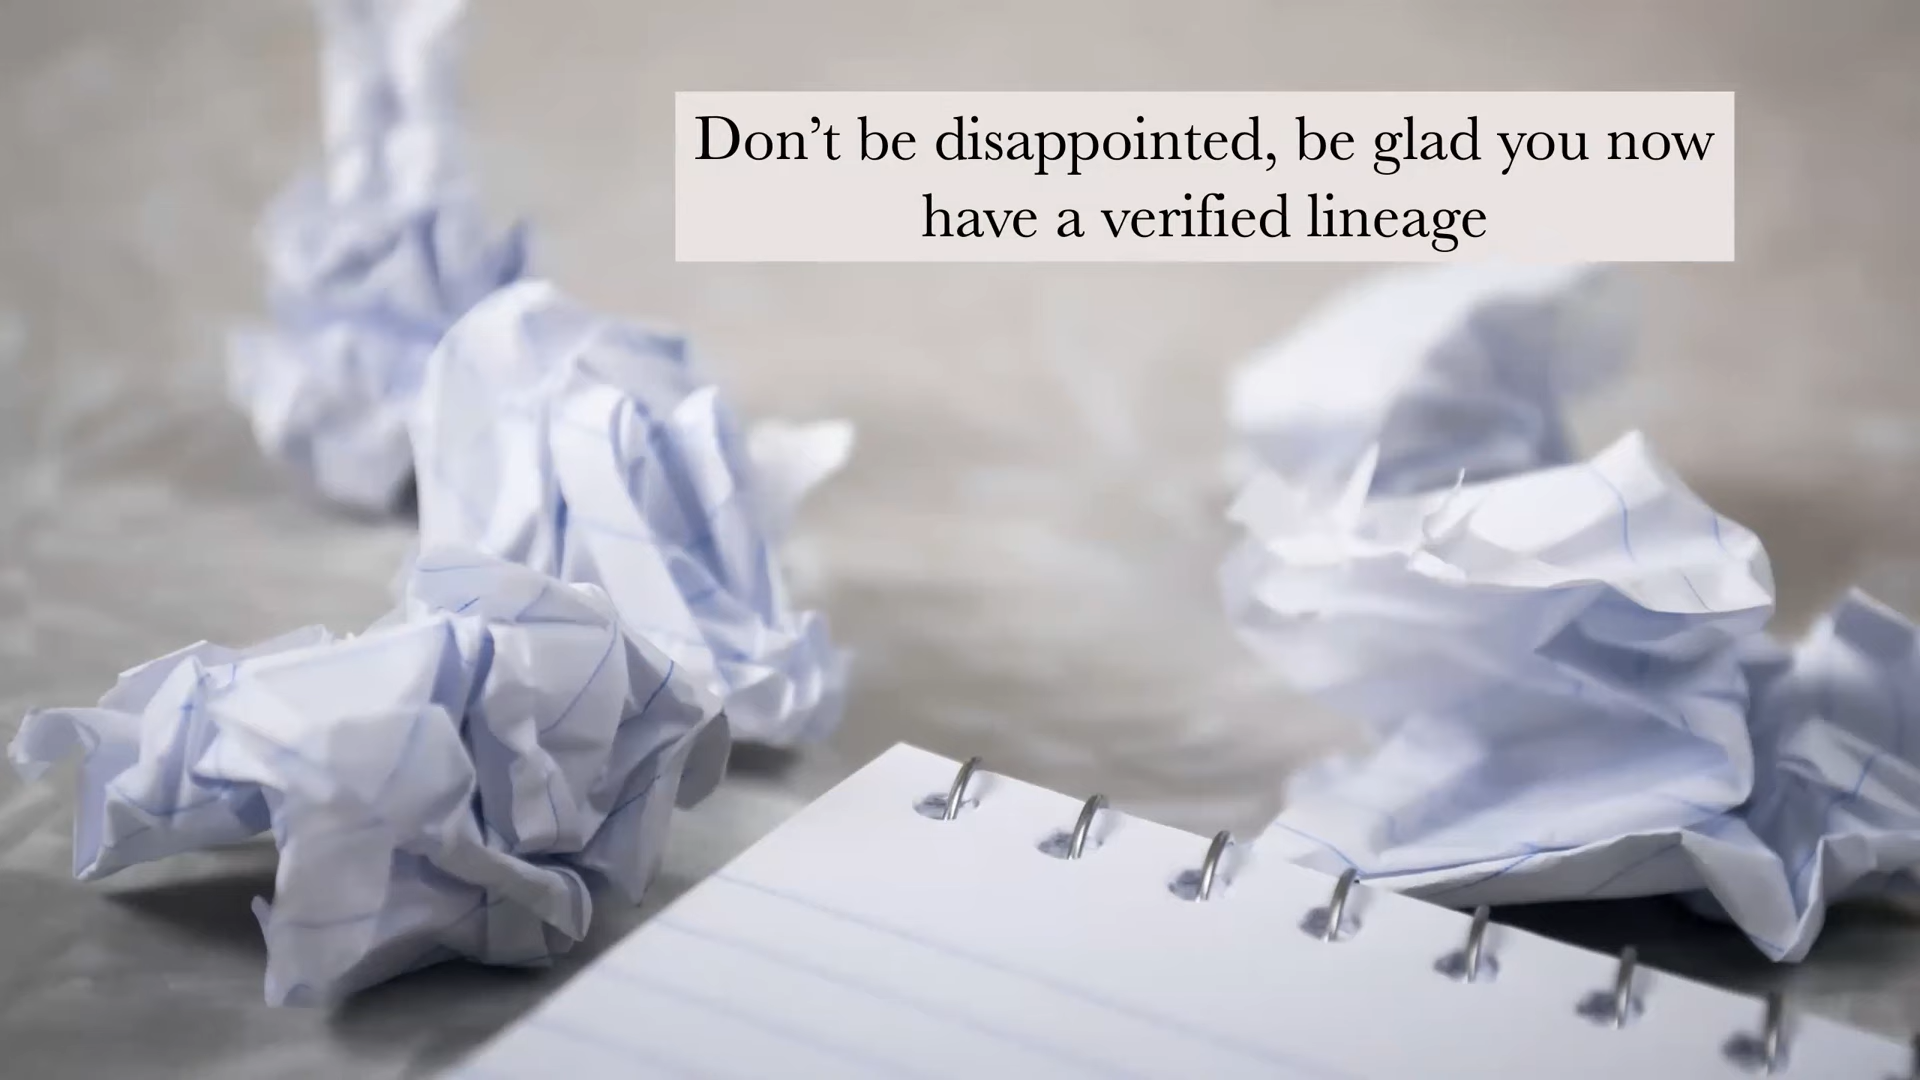 Don’t be disappointed, be glad you now
have a verified lineage